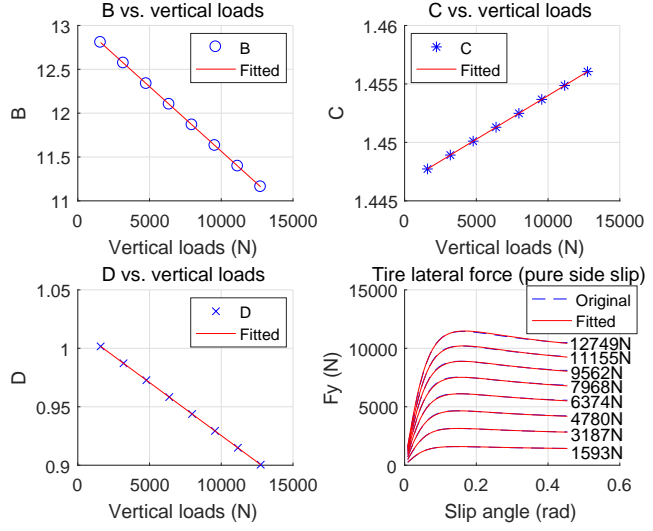 B vs. vertical loads
13
12.5
12
11.5
11
B
0
5000
10000
15000
Vertical loads (N)
B
Fitted
C vs. vertical loads
1.46
1.455
1.45
1.445
C
0
5000
10000
15000
Vertical loads (N)
C
Fitted
D vs. vertical loads
1.05
1
0.95
0.9
D
0
5000
10000
15000
Vertical loads (N)
D
Fitted
Tire lateral force (pure side slip)
15000
10000
5000
0
Fy (N)
0
0.2
0.4
0.6
Slip angle (rad)
Original
Fitted
12749N
11155N
9562N
7968N
6374N
4780N
3187N
1593N